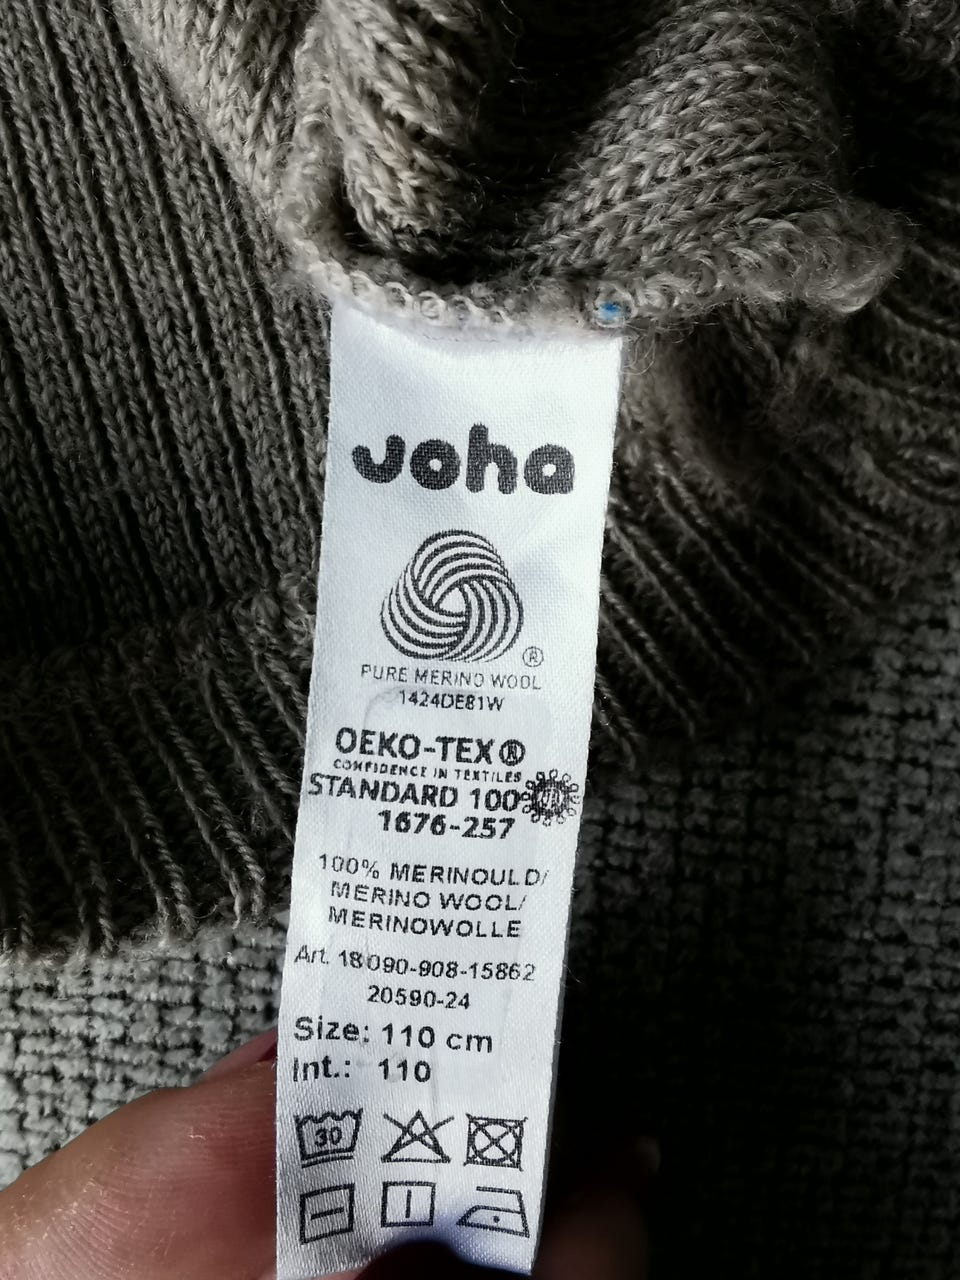 Joha
®
PURE MERINO WOOL
1424DE81W
OEKO-TEX®
CONFIDENCE IN TEXTILES
STANDARD 100
1676-257
100% MERINOULD/
MERINO WOOL/
MERINOWOLLE
Art. 18090-908-15862
20590-24
Size: 110 cm
Int.: 110
30